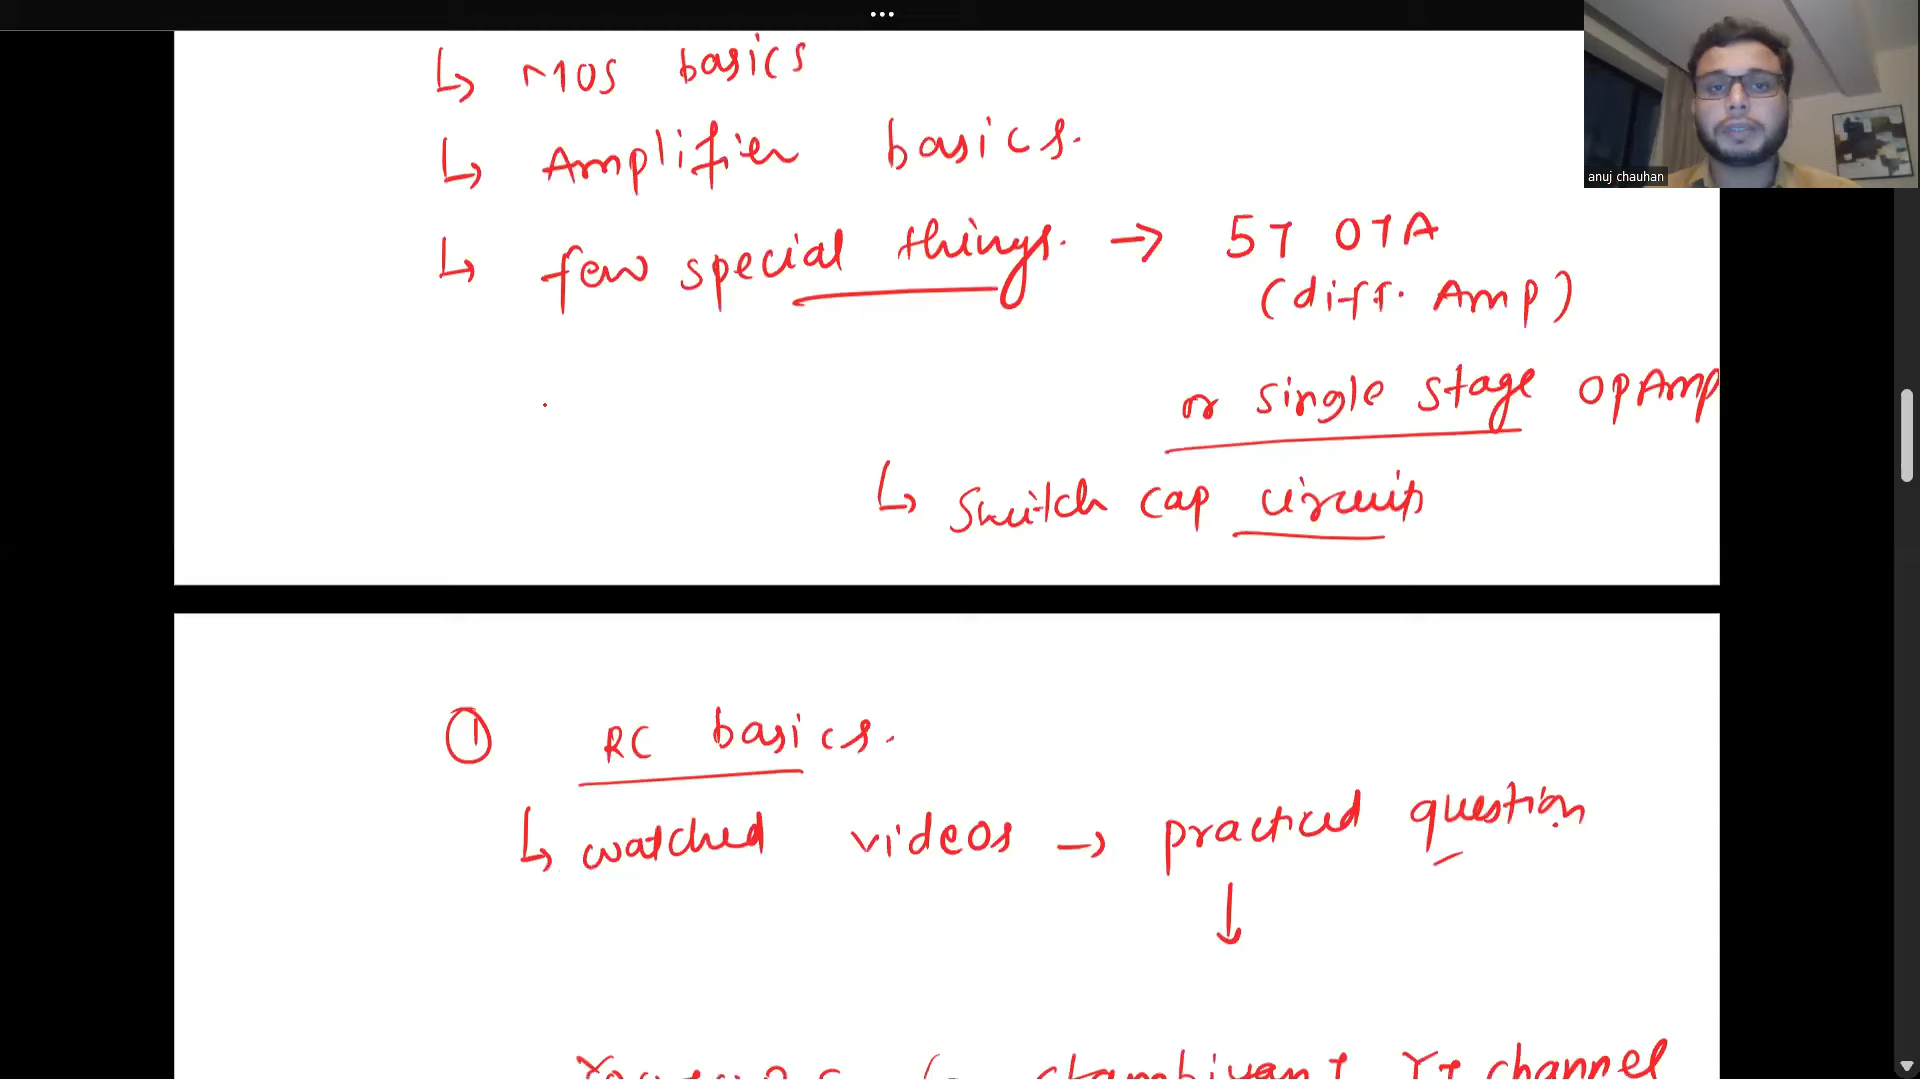 ...
anuj chauhan
↳ MOS basics
↳ Amplifier basics.
↳ few special things. → 5T OTA
(diff. Amp)
or single stage OPAMP
↳ Switch cap circuits
① RC basics.
↳ watched videos → practiced question
↓
YT channel